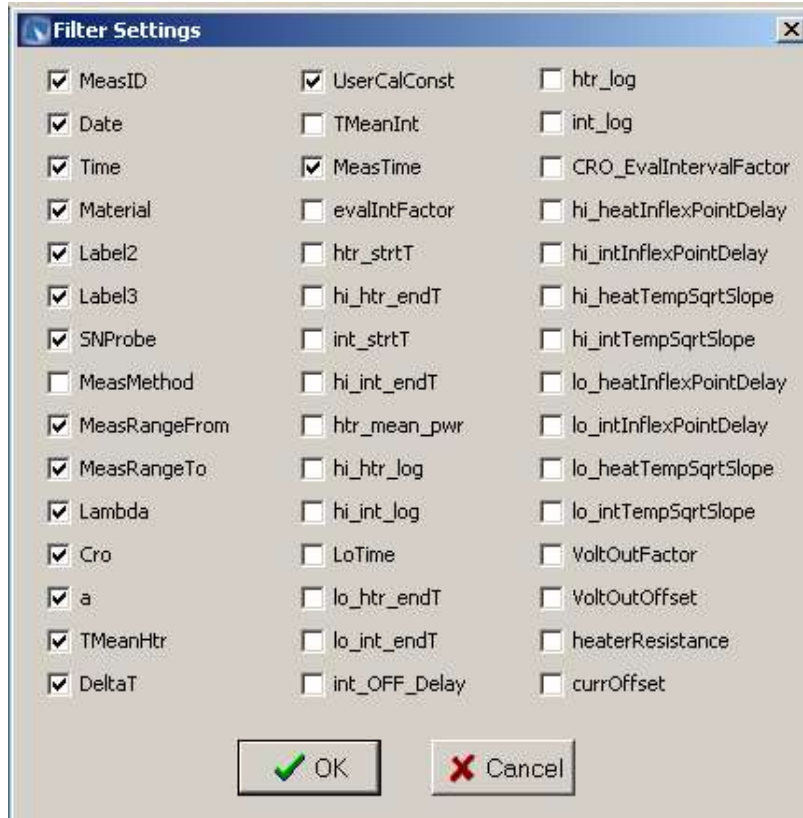 Filter Settings
MeasID
Date
Time
Material
Label2
Label3
SNProbe
MeasMethod
MeasRangeFrom
MeasRangeTo
Lambda
Cro
a
TMeanHtr
DeltaT
UserCalConst
TMeanInt
MeasTime
evalIntFactor
htr_strtT
hi_htr_endT
int_strtT
hi_int_endT
htr_mean_pwr
hi_htr_log
hi_int_log
LoTime
lo_htr_endT
lo_int_endT
int_OFF_Delay
htr_log
int_log
CRO_EvalIntervalFactor
hi_heatInflexPointDelay
hi_intInflexPointDelay
hi_heatTempSqrtSlope
hi_intTempSqrtSlope
lo_heatInflexPointDelay
lo_intInflexPointDelay
lo_heatTempSqrtSlope
lo_intTempSqrtSlope
VoltOutFactor
VoltOutOffset
heaterResistance
currOffset
OK
Cancel